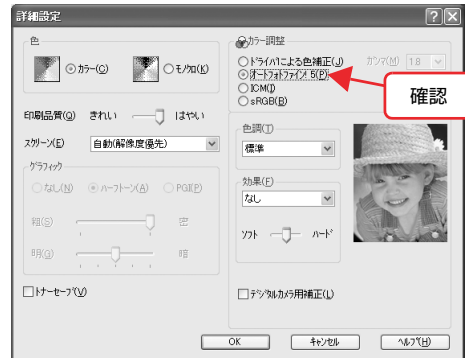 詳細設定
色
カラー(C)
モノクロ(K)
印刷品質(Q) きれい はやい
スクリーン(E) 自動(解像度優先)
グラフィック
なし(N) ハーフトーン(A) PGI(P)
粗(S) 密
明(G) 暗
トナーセーブ(V)
カラー調整
ドライバによる色補正(J) ガンマ(M) 1.8
オートフォトファイン!5(P)
ICM(I)
sRGB(B)
確認
色調(T)
標準
効果(F)
なし
ソフト ハード
デジタルカメラ用補正(L)
OK キャンセル ヘルプ(H)